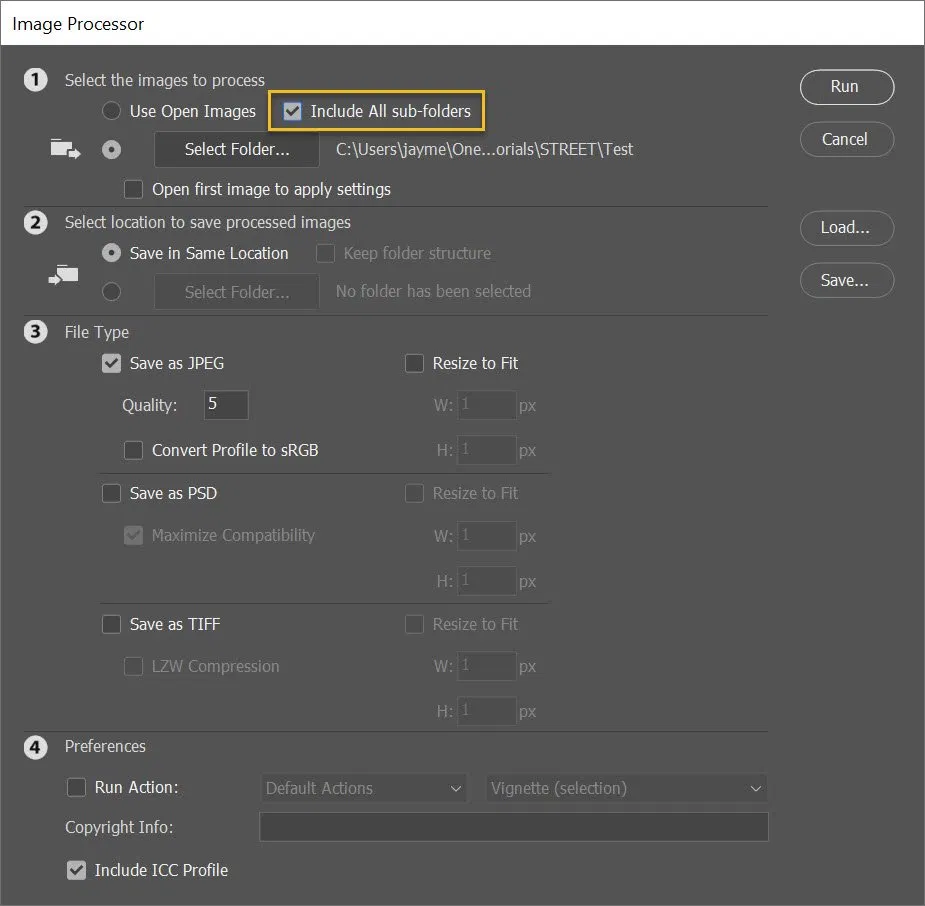 Image Processor
1 Select the images to process
Use Open Images Include All sub-folders
Select Folder... C:\Users\jayme\One...orials\STREET\Test
Open first image to apply settings
2 Select location to save processed images
Save in Same Location Keep folder structure
Select Folder... No folder has been selected
3 File Type
Save as JPEG Resize to Fit
Quality: 5 W: 1 px
Convert Profile to sRGB H: 1 px
Save as PSD Resize to Fit
Maximize Compatibility W: 1 px
H: 1 px
Save as TIFF Resize to Fit
LZW Compression W: 1 px
H: 1 px
4 Preferences
Run Action: Default Actions Vignette (selection)
Copyright Info:
Include ICC Profile
Run
Cancel
Load...
Save...